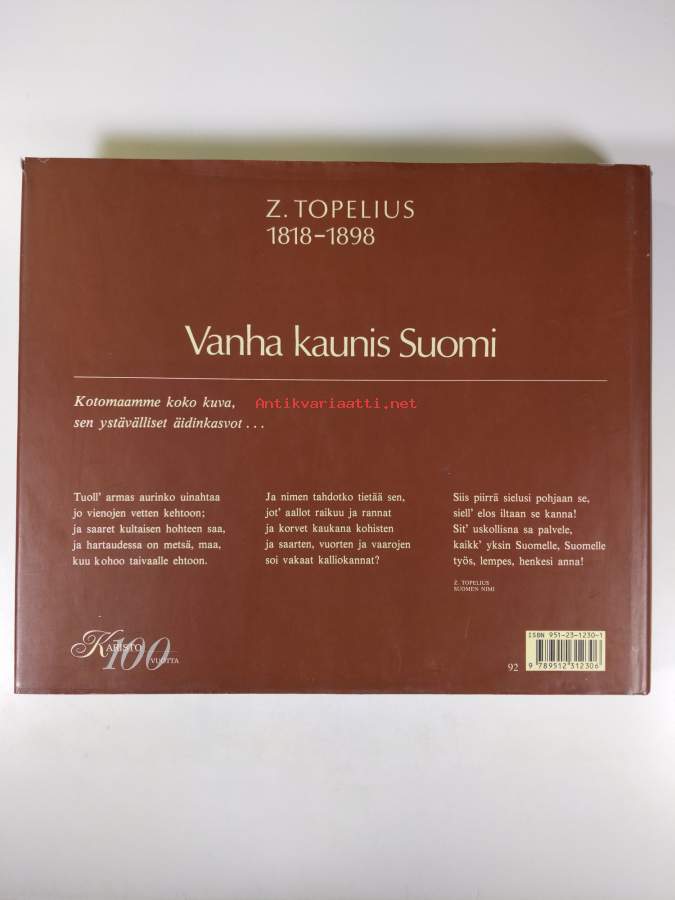 Z. TOPELIUS
1818–1898
Vanha kaunis Suomi
Kotomaamme koko kuva,
sen ystävälliset äidinkasvot . . .
Antikvariaatti.net
Tuoll’ armas aurinko uinahtaa
jo vienojen vetten kehtoon;
ja saaret kultaisen hohteen saa,
ja hartaudessa on metsä, maa,
kuu kohoo taivaalle ehtoon.
Ja nimen tahdotko tietää sen,
jot’ aallot raikuu ja rannat
ja korvet kaukana kohisten
ja saarten, vuorten ja vaarojen
soi vakaat kalliokannat?
Siis piirrä sielusi pohjaan se,
siell’ elos iltaan se kanna!
Sit’ uskollisna sa palvele,
kaikk’ yksin Suomelle, Suomelle
työs, lempes, henkesi anna!
Z. TOPELIUS
SUOMEN NIMI
KARISTO
100
VUOTTA
92
ISBN 951-23-1230-1
9 789512 312306